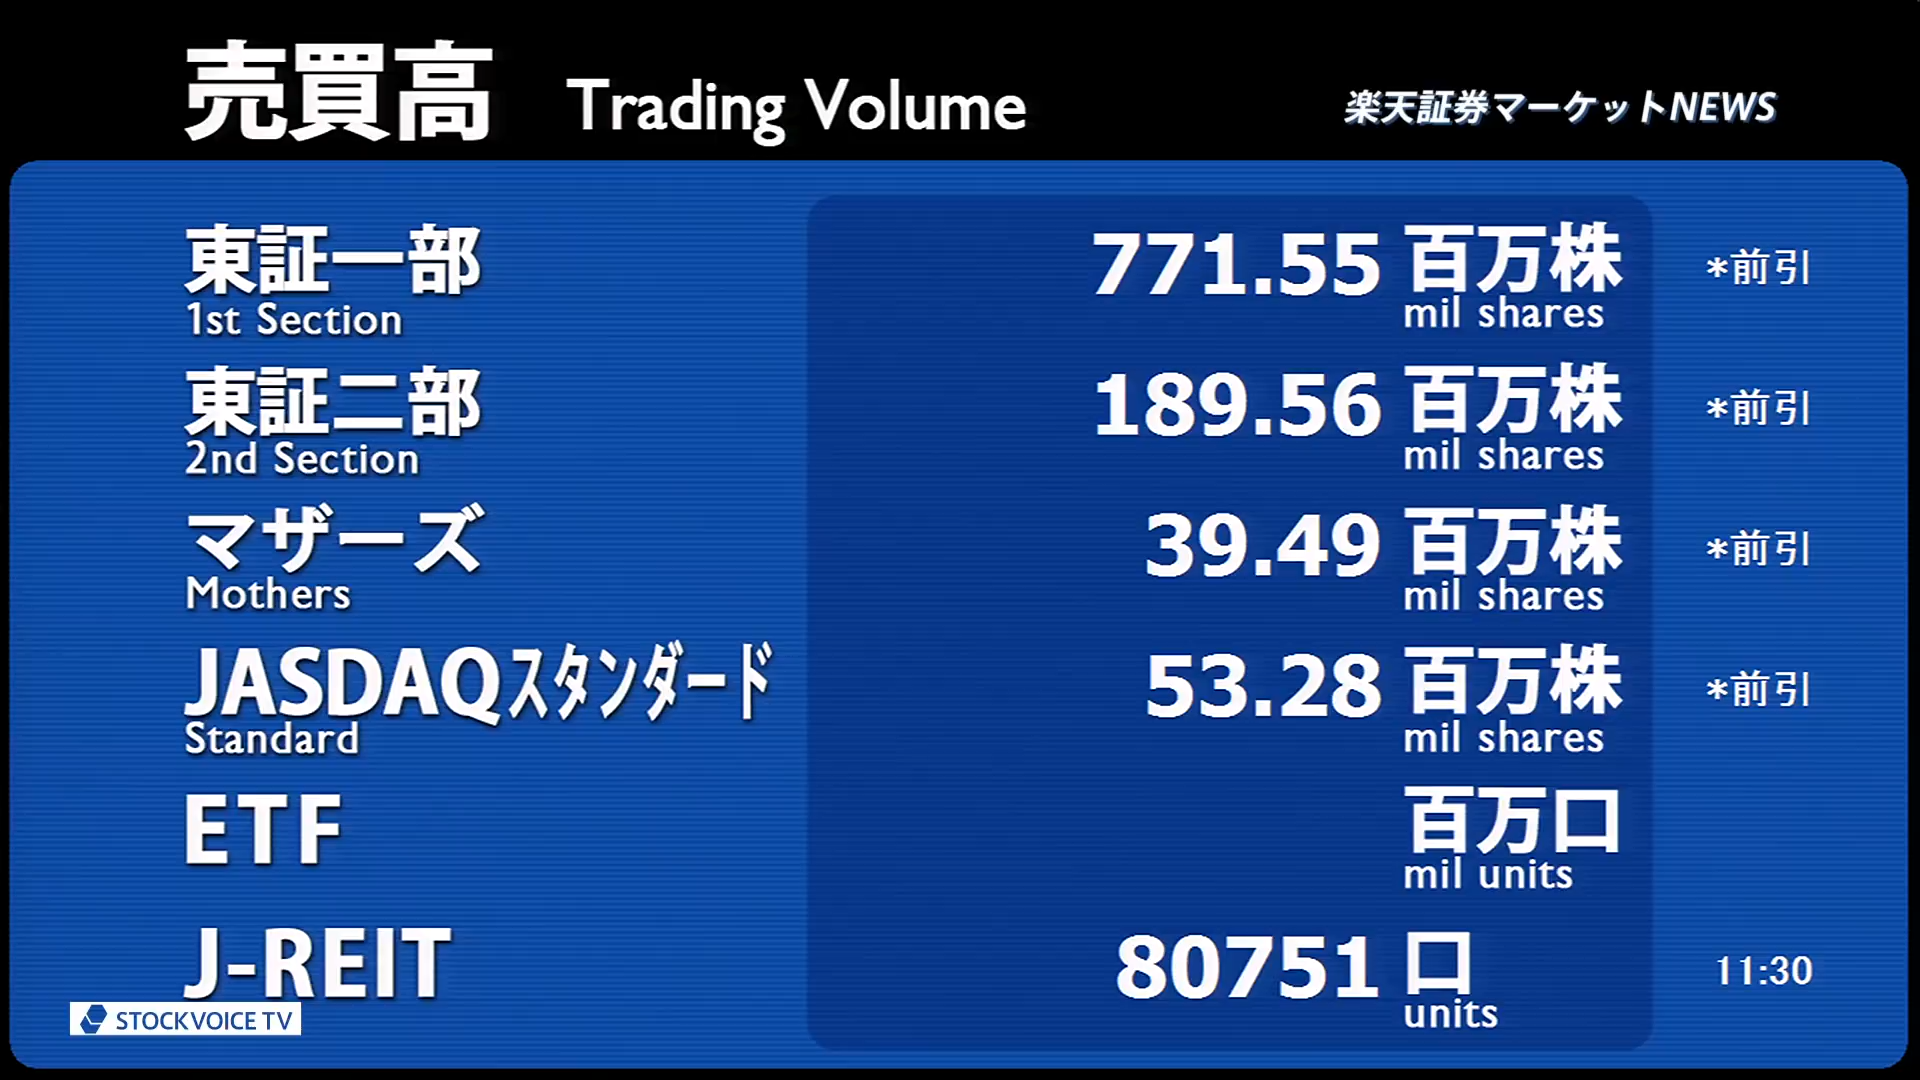 売買高 Trading Volume 楽天証券マーケットNEWS
東証一部 771.55 百万株 *前引
1st Section mil shares
東証二部 189.56 百万株 *前引
2nd Section mil shares
マザーズ 39.49 百万株 *前引
Mothers mil shares
JASDAQｽﾀﾝﾀﾞｰﾄﾞ 53.28 百万株 *前引
Standard mil shares
ETF 百万口
mil units
J-REIT 80751 口 11:30
units
STOCKVOICE TV